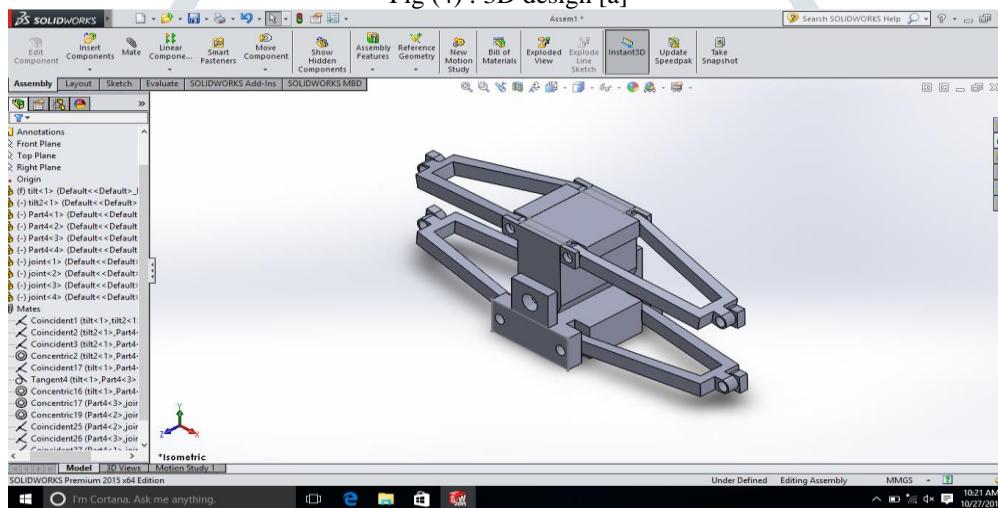 Fig (4) : 3D design [a]
SOLIDWORKS
Assem1 *
Search SOLIDWORKS Help
Edit Component
Insert Components
Mate
Linear Compone...
Smart Fasteners
Move Component
Show Hidden Components
Assembly Features
Reference Geometry
New Motion Study
Bill of Materials
Exploded View
Explode Line Sketch
Instant3D
Update Speedpak
Take Snapshot
Assembly Layout Sketch Evaluate SOLIDWORKS Add-Ins SOLIDWORKS MBD
Annotations
Front Plane
Top Plane
Right Plane
Origin
(f) tilt<1> (Default<<Default>_
(-) tilt2<1> (Default<<Default>
(-) Part4<1> (Default<<Default
(-) Part4<2> (Default<<Default
(-) Part4<3> (Default<<Default
(-) Part4<4> (Default<<Default
(-) joint<1> (Default<<Default
(-) joint<2> (Default<<Default
(-) joint<3> (Default<<Default
(-) joint<4> (Default<<Default
Mates
Coincident1 (tilt<1>,tilt2<1
Coincident2 (tilt2<1>,Part4
Coincident3 (tilt2<1>,Part4
Concentric2 (tilt2<1>,Part4
Coincident17 (tilt<1>,Part4
Tangent4 (tilt<1>,Part4<3>
Concentric16 (tilt<1>,Part4
Concentric17 (Part4<3>,joir
Concentric19 (Part4<2>,joir
Coincident25 (Part4<2>,joir
Coincident26 (Part4<3>,joir
Y
Z
X
*Isometric
Model 3D Views Motion Study 1
SOLIDWORKS Premium 2015 x64 Edition
Under Defined Editing Assembly MMGS
I'm Cortana. Ask me anything.
10:21 AM
10/27/201